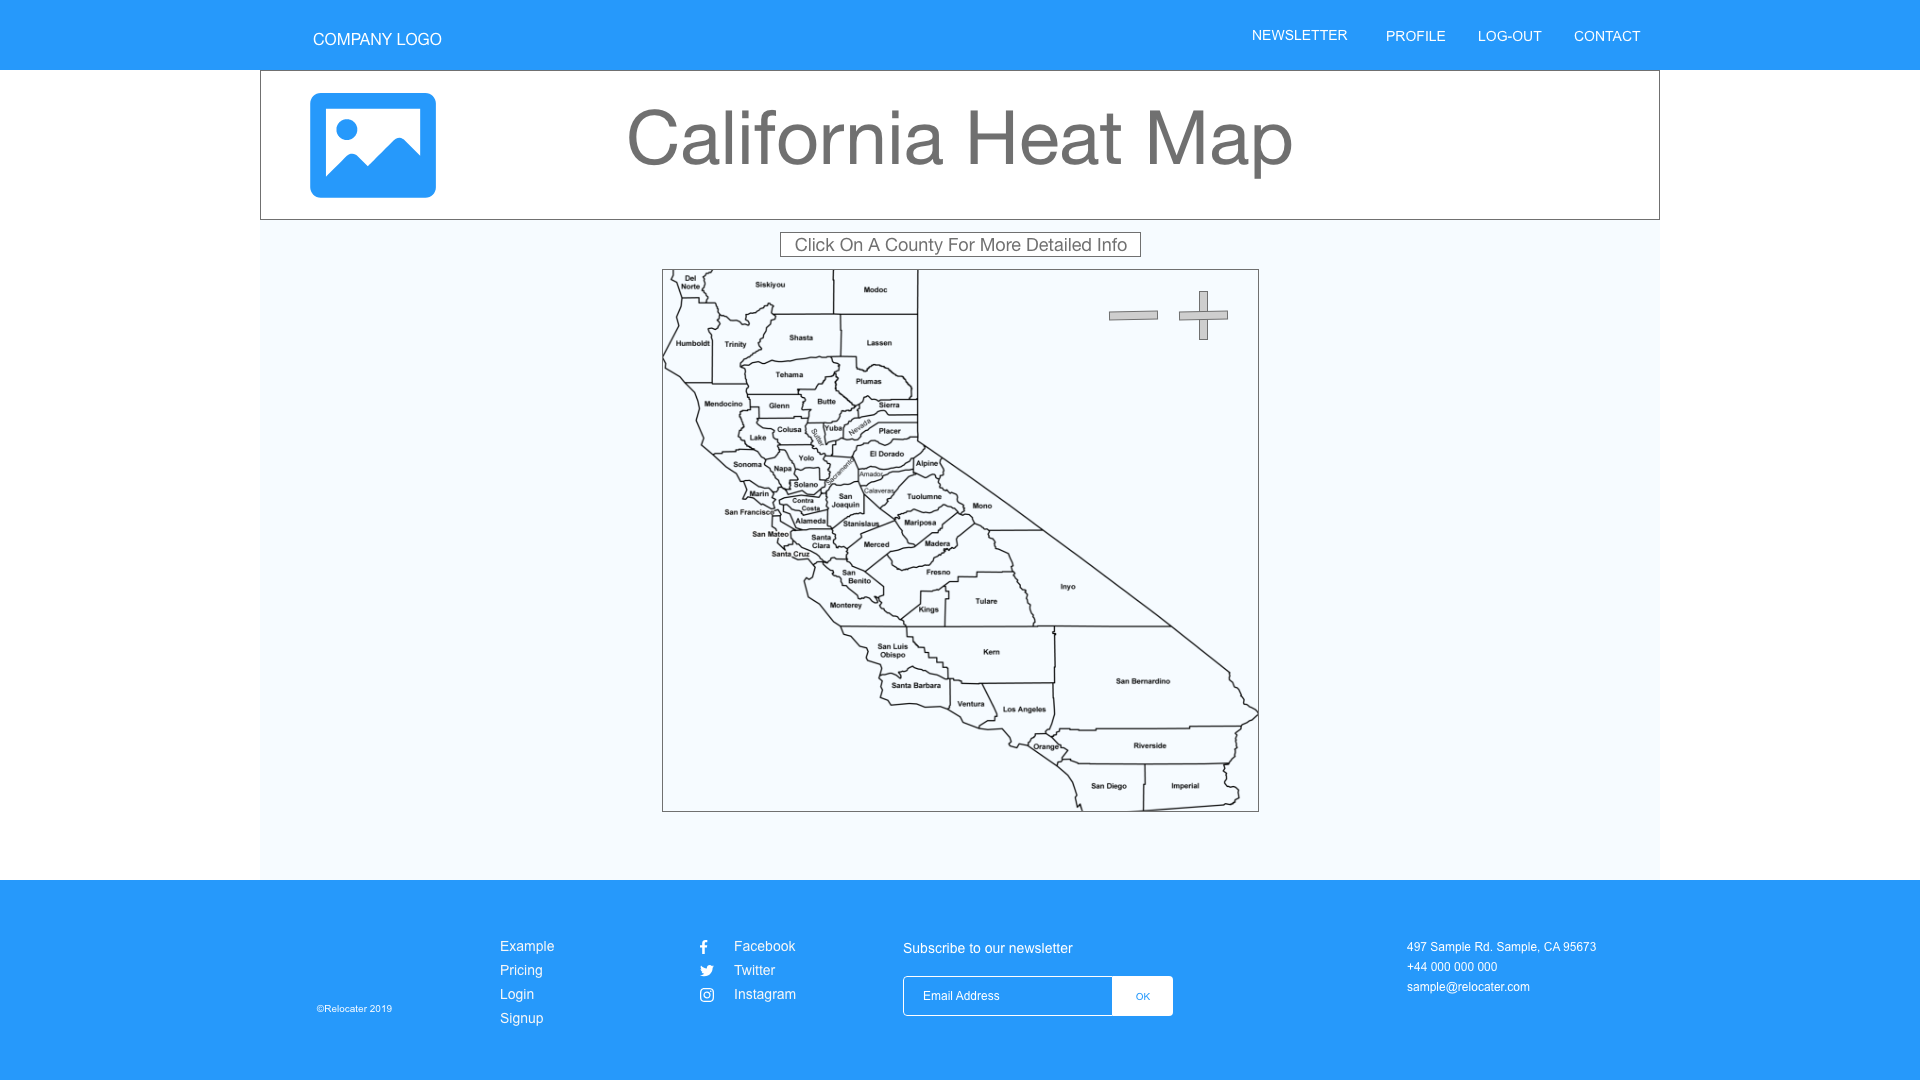 COMPANY LOGO
NEWSLETTER
PROFILE
LOG-OUT
CONTACT
California Heat Map
Click On A County For More Detailed Info
Del
Norte
Siskiyou
Modoc
Humboldt
Trinity
Shasta
Lassen
Tehama
Plumas
Mendocino
Glenn
Butte
Sierra
Lake
Colusa
Sutter
Yuba
Nevada
Placer
Sonoma
Napa
Yolo
Sacramento
El Dorado
Alpine
Solano
Amador
Marin
Contra
Costa
San
Joaquin
Calaveras
Tuolumne
Mono
San Francisco
Alameda
Stanislaus
Mariposa
San Mateo
Santa
Clara
Merced
Madera
Santa Cruz
San
Benito
Fresno
Inyo
Monterey
Kings
Tulare
San Luis
Obispo
Kern
Santa Barbara
San Bernardino
Ventura
Los Angeles
Orange
Riverside
San Diego
Imperial
©Relocater 2019
Example
Pricing
Login
Signup
Facebook
Twitter
Instagram
Subscribe to our newsletter
Email Address
OK
497 Sample Rd. Sample, CA 95673
+44 000 000 000
sample@relocater.com